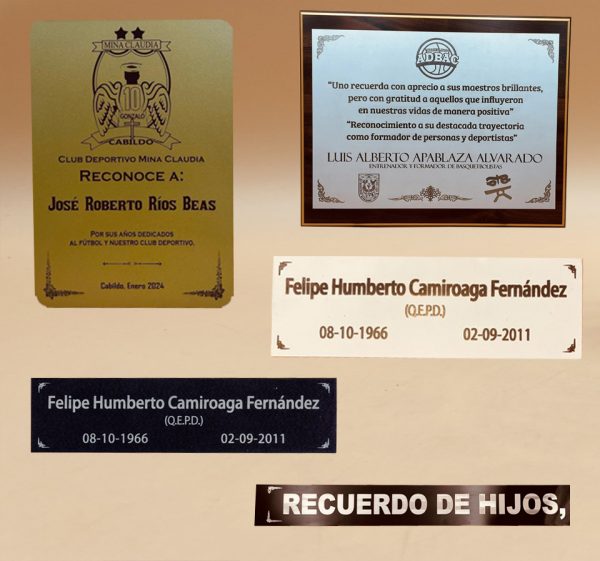 MINA CLAUDIA
10
GONZALO
CABILDO
CLUB DEPORTIVO MINA CLAUDIA
RECONOCE A:
JOSÉ ROBERTO RÍOS BEAS
POR SUS AÑOS DEDICADOS
AL FÚTBOL Y NUESTRO CLUB DEPORTIVO.
Cabildo, Enero 2024
ADBAC
"Uno recuerda con aprecio a sus maestros brillantes,
pero con gratitud a aquellos que influyeron
en nuestras vidas de manera positiva"
"Reconocimiento a su destacada trayectoria
como formador de personas y deportistas"
LUIS ALBERTO APABLAZA ALVARADO
ENTRENADOR Y FORMADOR DE BASQUETBOLISTAS
Felipe Humberto Camiroaga Fernández
(Q.E.P.D.)
08-10-1966 02-09-2011
Felipe Humberto Camiroaga Fernández
(Q.E.P.D.)
08-10-1966 02-09-2011
RECUERDO DE HIJOS,